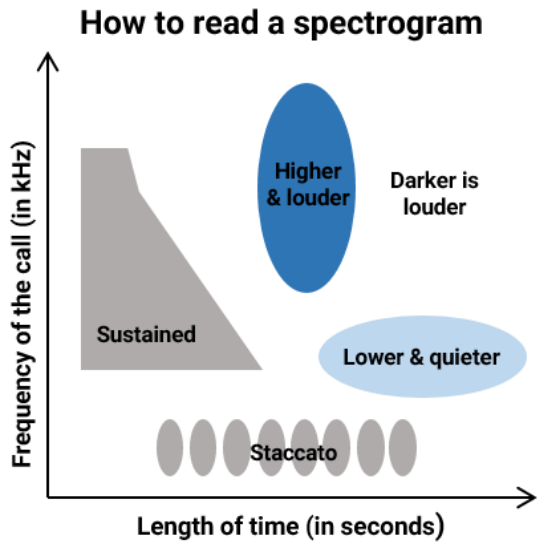 How to read a spectrogram
Frequency of the call (in kHz)
Higher
& louder
Darker is
louder
Sustained
Lower & quieter
Staccato
Length of time (in seconds)